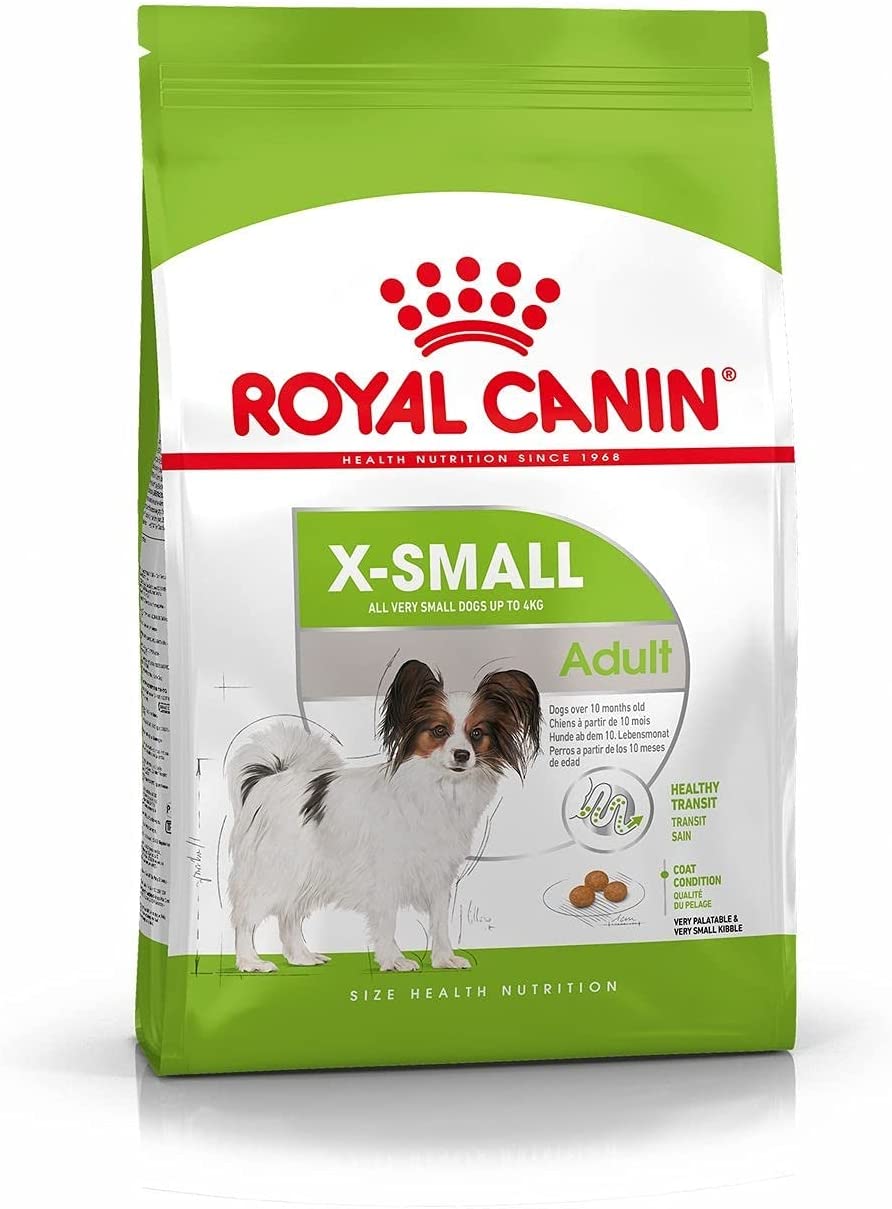 ROYAL CANIN®
HEALTH NUTRITION SINCE 1968
X-SMALL
ALL VERY SMALL DOGS UP TO 4KG
Adult
Dogs over 10 months old
Chiens à partir de 10 mois
Hunde ab dem 10. Lebensmonat
Perros a partir de los 10 meses
de edad
HEALTHY
TRANSIT
TRANSIT
SAIN
COAT
CONDITION
QUALITÉ
DU PELAGE
VERY PALATABLE &
VERY SMALL KIBBLE
1cm
SIZE HEALTH NUTRITION